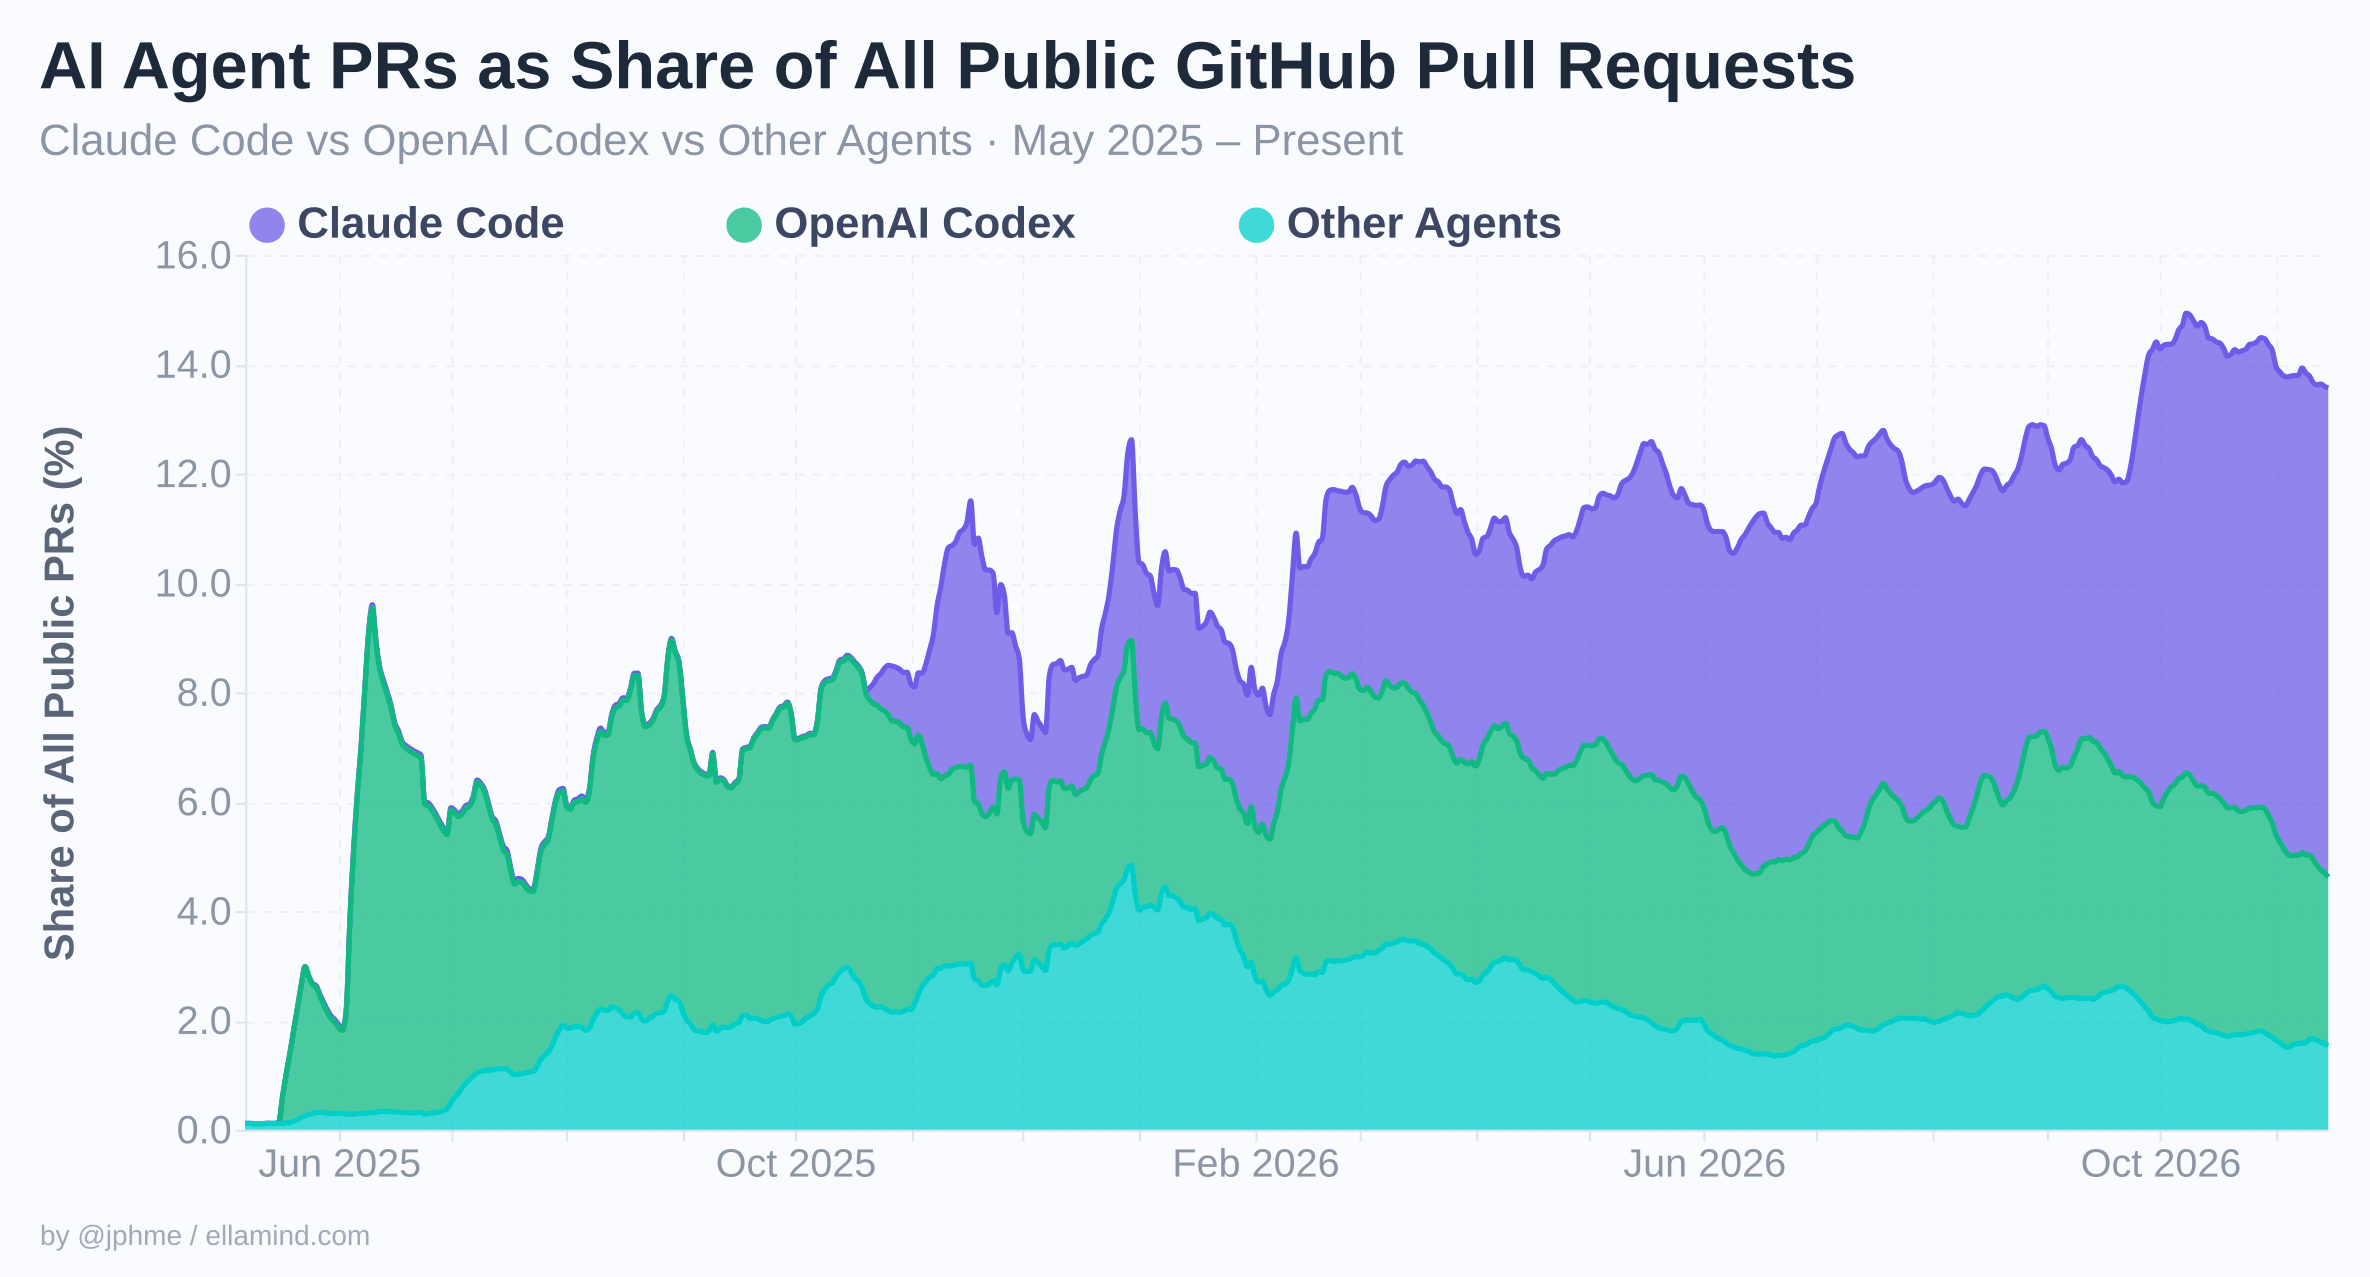 AI Agent PRs as Share of All Public GitHub Pull Requests
Claude Code vs OpenAI Codex vs Other Agents · May 2025 – Present
Claude Code
OpenAI Codex
Other Agents
Share of All Public PRs (%)
16.0
14.0
12.0
10.0
8.0
6.0
4.0
2.0
0.0
Jun 2025
Oct 2025
Feb 2026
Jun 2026
Oct 2026
by @jphme / ellamind.com